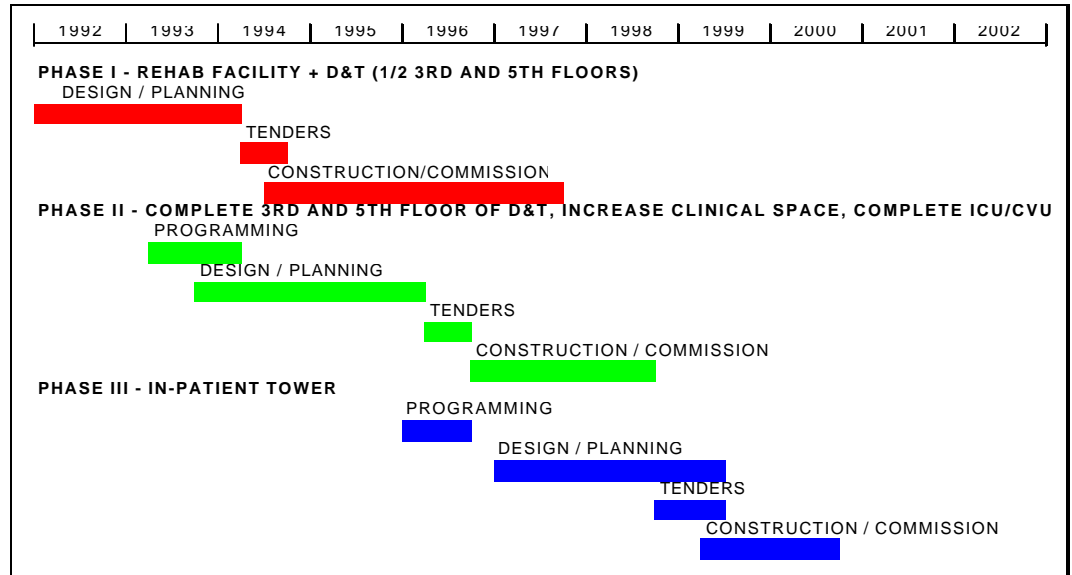 1992 1993 1994 1995 1996 1997 1998 1999 2000 2001 2002
PHASE I - REHAB FACILITY + D&T (1/2 3RD AND 5TH FLOORS)
DESIGN / PLANNING
TENDERS
CONSTRUCTION/COMMISSION
PHASE II - COMPLETE 3RD AND 5TH FLOOR OF D&T, INCREASE CLINICAL SPACE, COMPLETE ICU/CVU
PROGRAMMING
DESIGN / PLANNING
TENDERS
CONSTRUCTION / COMMISSION
PHASE III - IN-PATIENT TOWER
PROGRAMMING
DESIGN / PLANNING
TENDERS
CONSTRUCTION / COMMISSION